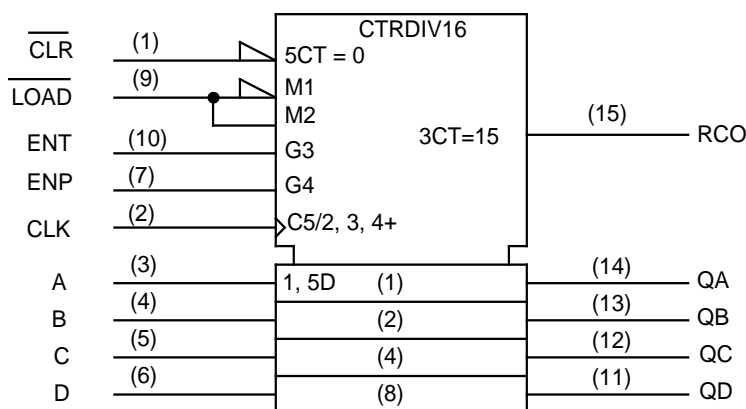 CTRDIV16
CLR (1) 5CT = 0
LOAD (9) M1
M2
3CT=15 (15) RCO
ENT (10) G3
ENP (7) G4
CLK (2) C5/2, 3, 4+
A (3) 1, 5D (1) (14) QA
B (4) (2) (13) QB
C (5) (4) (12) QC
D (6) (8) (11) QD